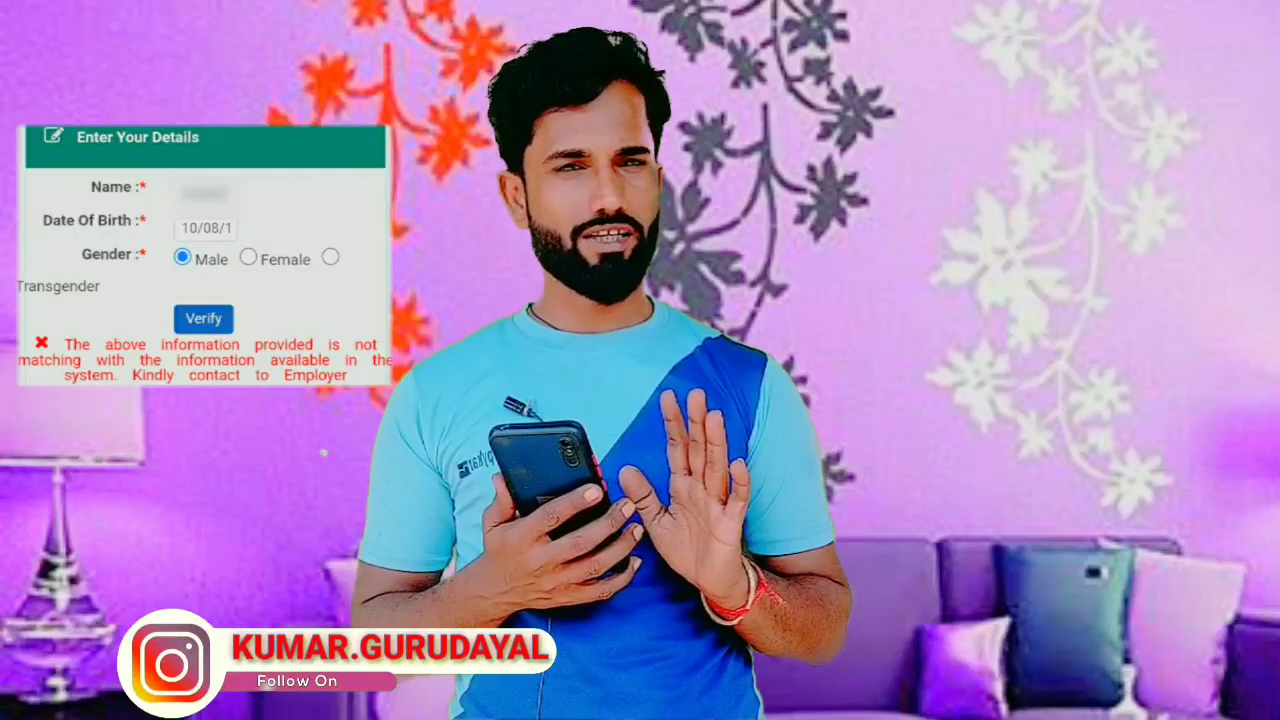 Enter Your Details
Name :*
Date Of Birth :* 10/08/1
Gender :* Male Female
Transgender
Verify
The above information provided is not
matching with the information available in the
system. Kindly contact to Employer
KUMAR.GURUDAYAL
Follow On